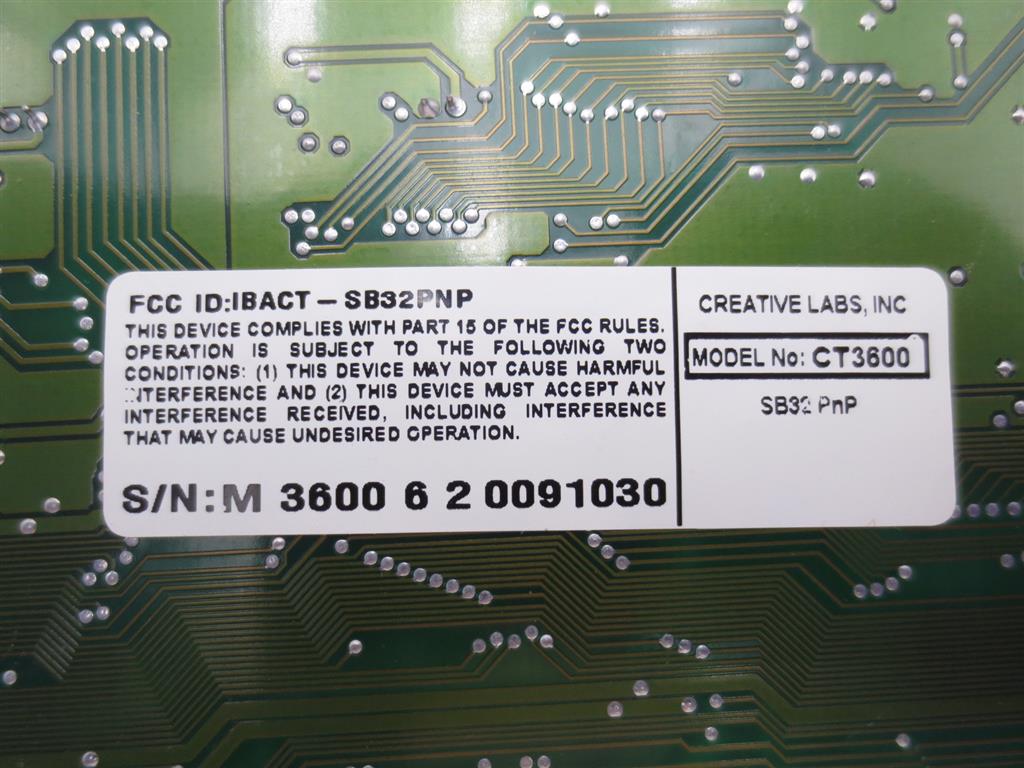 FCC ID:IBACT – SB32PNP
THIS DEVICE COMPLIES WITH PART 15 OF THE FCC RULES.
OPERATION IS SUBJECT TO THE FOLLOWING TWO
CONDITIONS: (1) THIS DEVICE MAY NOT CAUSE HARMFUL
INTERFERENCE AND (2) THIS DEVICE MUST ACCEPT ANY
INTERFERENCE RECEIVED, INCLUDING INTERFERENCE
THAT MAY CAUSE UNDESIRED OPERATION.
S/N:M 3600 6 2 0091030
CREATIVE LABS, INC
MODEL No: CT3600
SB32 PnP